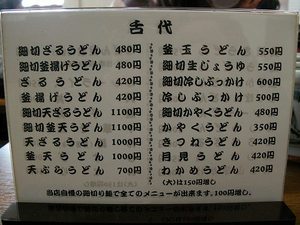 舌代
細切ざるうどん 480円
細切釜揚げうどん 480円
ざるうどん 420円
釜揚げうどん 420円
細切天ざるうどん 1100円
細切釜天うどん 1100円
天ざるうどん 1000円
釜天うどん 1000円
天ぷらうどん 700円
釜玉うどん 550円
細切生じょうゆ 550円
細切冷しぶっかけ 600円
冷しぶっかけ 500円
細切かやくうどん 480円
かやくうどん 350円
きつねうどん 420円
月見うどん 420円
わかめうどん 420円
(大)は150円増し
当店自慢の細切り麺で全てのメニューが出来ます。100円増し